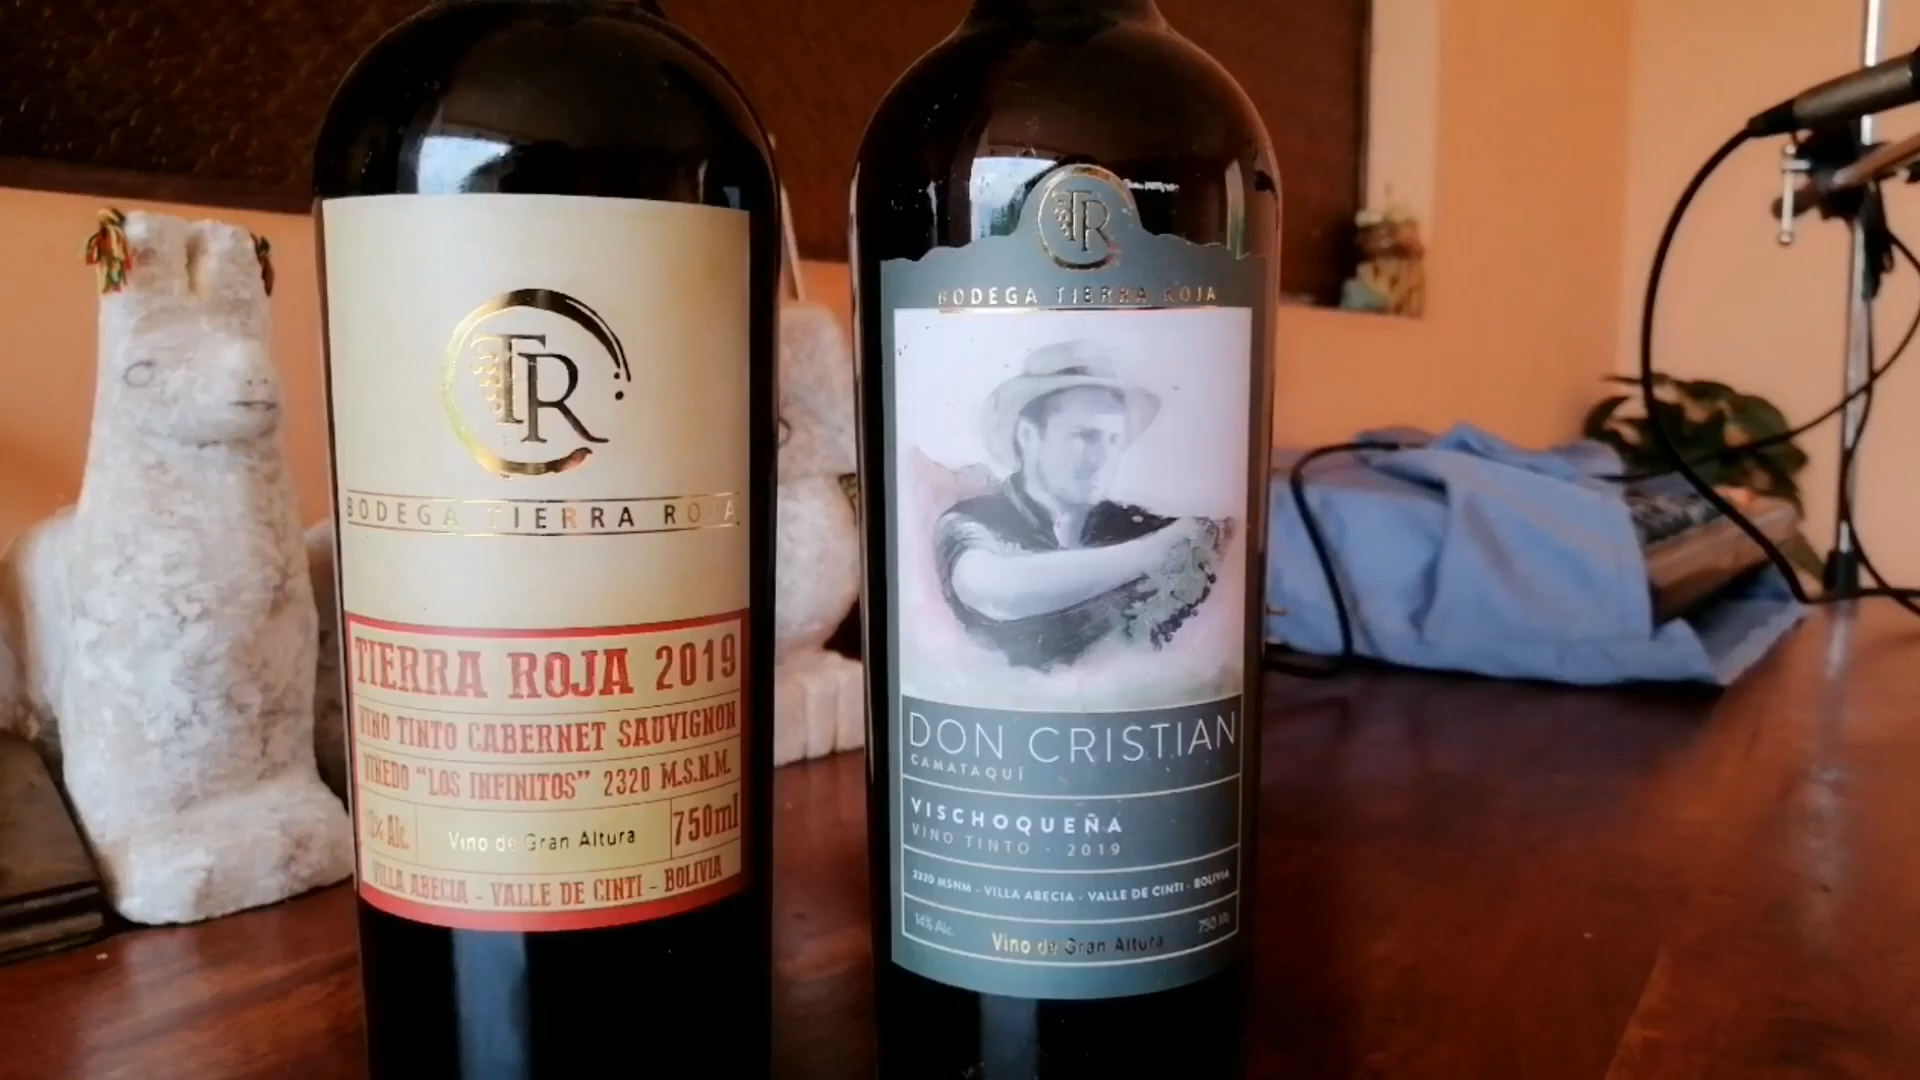 TR
BODEGA TIERRA ROJA
TIERRA ROJA 2019
VINO TINTO CABERNET SAUVIGNON
VIÑEDO "LOS INFINITOS" 2320 M.S.N.M.
% Alc.
Vino de Gran Altura
750ml
VILLA ABECIA - VALLE DE CINTI - BOLIVIA
TR
BODEGA TIERRA ROJA
DON CRISTIAN
CAMATAQUÍ
VISCHOQUEÑA
VINO TINTO - 2019
2320 MSNM - VILLA ABECIA - VALLE DE CINTI - BOLIVIA
14% Alc.
750 ML
Vino de Gran Altura